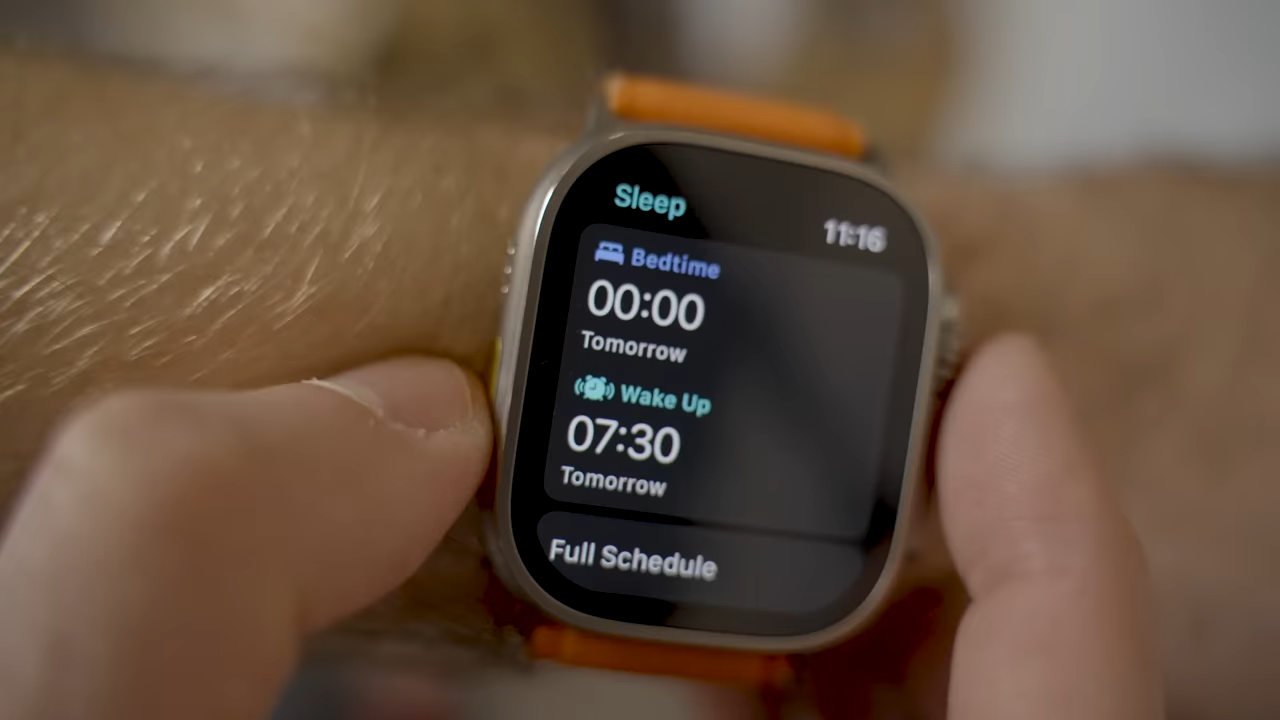 Sleep
11:16
Bedtime
00:00
Tomorrow
Wake Up
07:30
Tomorrow
Full Schedule